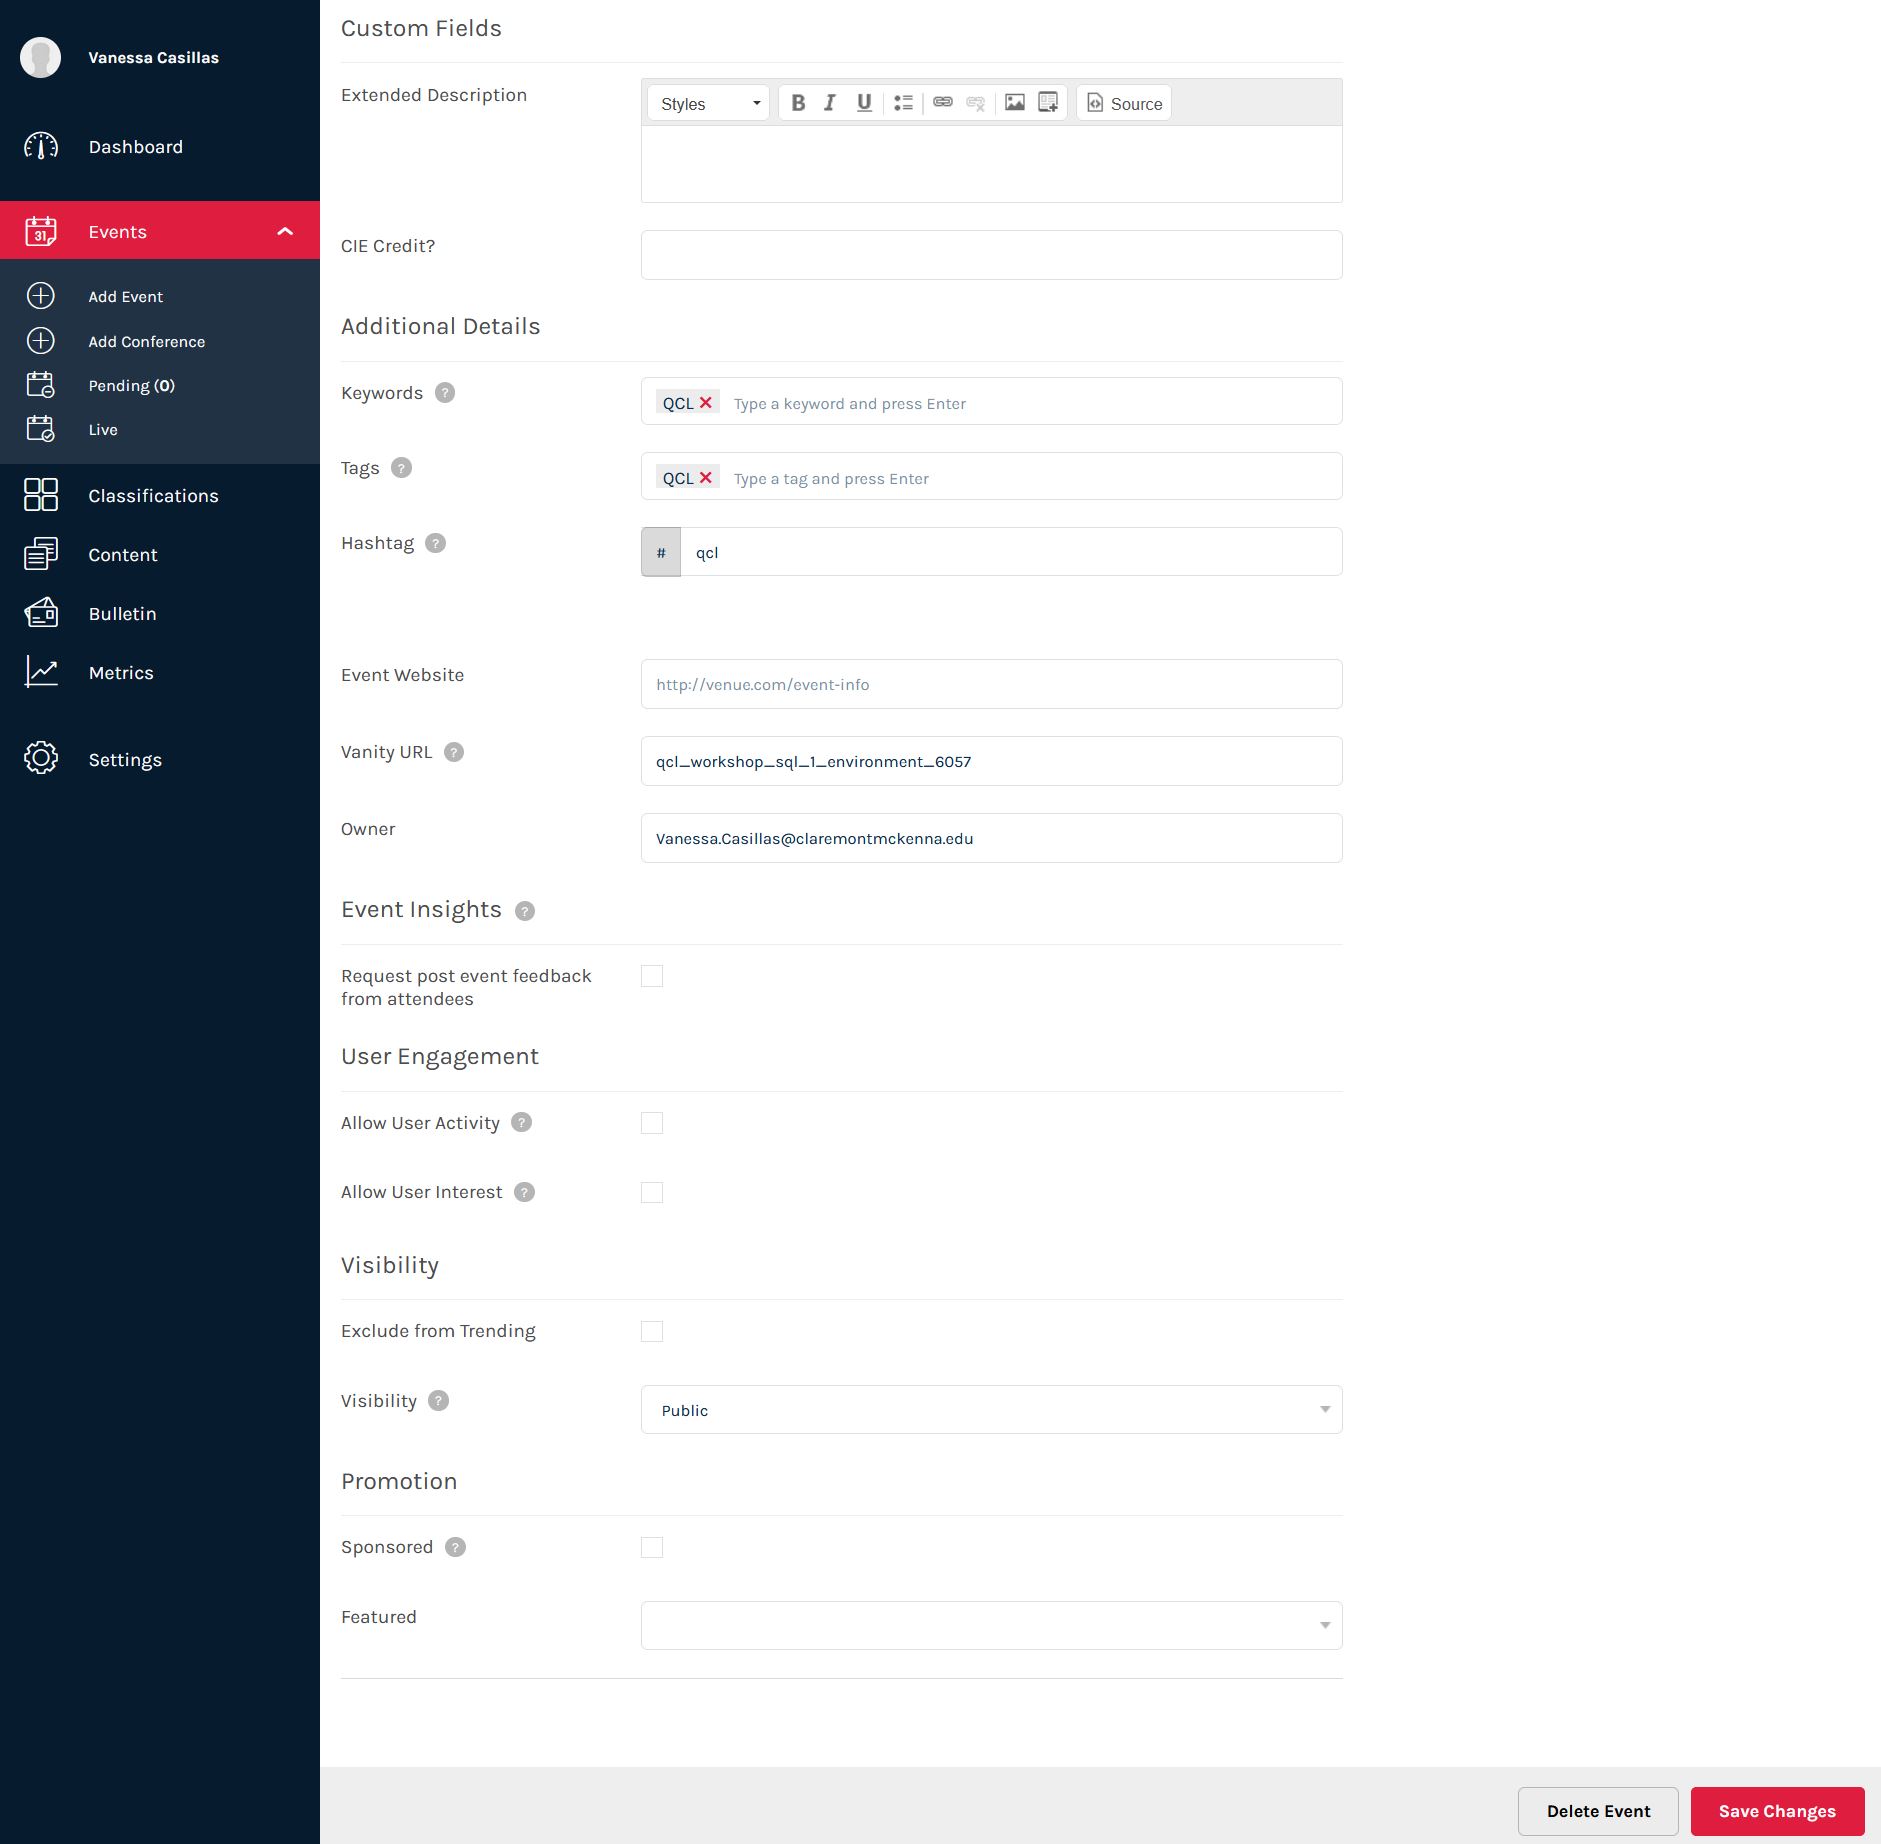 Vanessa Casillas
Dashboard
31
Events
Add Event
Add Conference
Pending (0)
Live
Classifications
Content
Bulletin
Metrics
Settings
Custom Fields
Extended Description
Styles
B I U
Source
CIE Credit?
Additional Details
Keywords ?
QCL Type a keyword and press Enter
Tags ?
QCL Type a tag and press Enter
Hashtag ?
# qcl
Event Website
http://venue.com/event-info
Vanity URL ?
qcl_workshop_sql_1_environment_6057
Owner
Vanessa.Casillas@claremontmckenna.edu
Event Insights ?
Request post event feedback
from attendees
User Engagement
Allow User Activity ?
Allow User Interest ?
Visibility
Exclude from Trending
Visibility ?
Public
Promotion
Sponsored ?
Featured
Delete Event
Save Changes